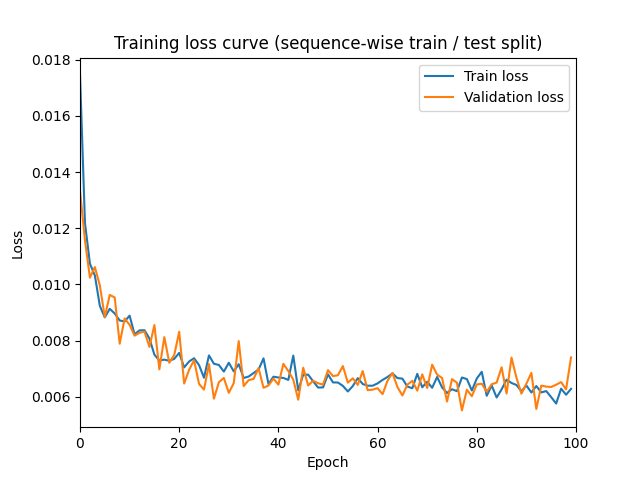 Training loss curve (sequence-wise train / test split)
Train loss
Validation loss
0.018
0.016
0.014
0.012
0.010
0.008
0.006
Loss
0
20
40
60
80
100
Epoch